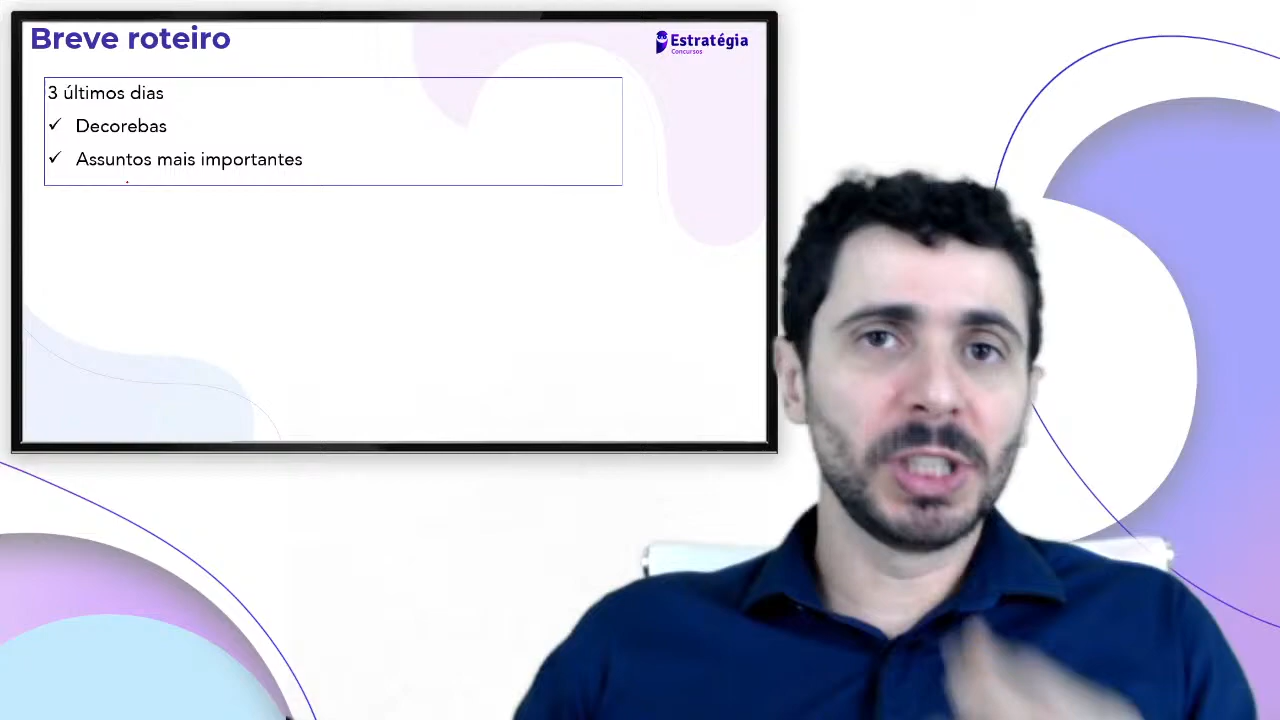 Breve roteiro
Estratégia
Concursos
3 últimos dias
✓ Decorebas
✓ Assuntos mais importantes